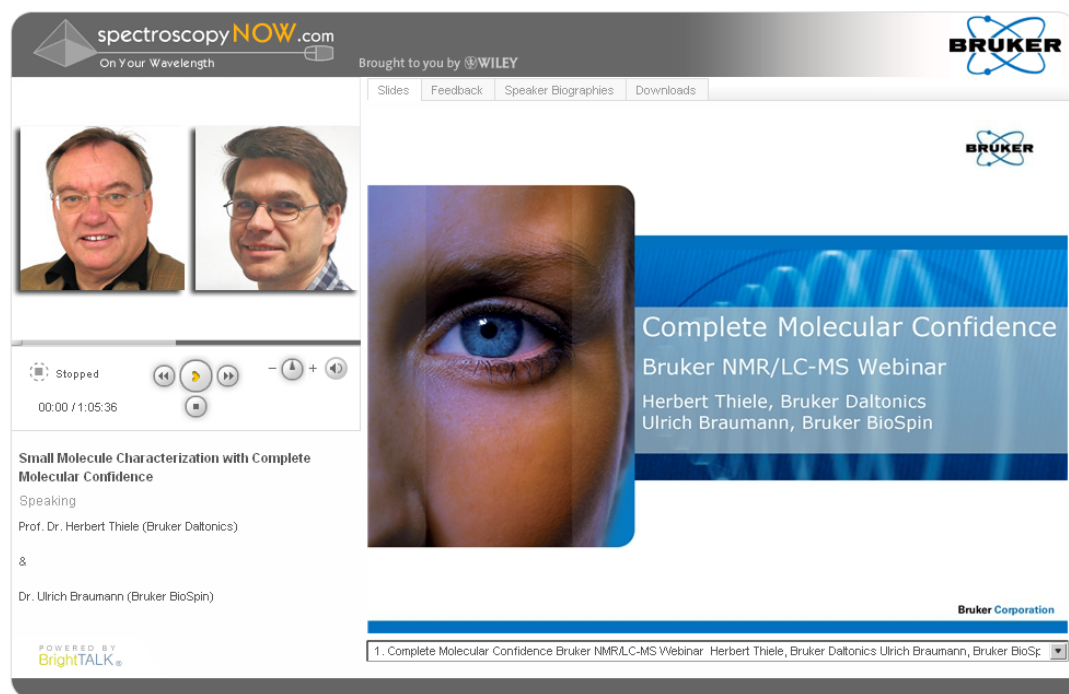 spectroscopyNOW.com
On Your Wavelength
Brought to you by WILEY
BRUKER
Slides Feedback Speaker Biographies Downloads
BRUKER
Complete Molecular Confidence
Bruker NMR/LC-MS Webinar
Herbert Thiele, Bruker Daltonics
Ulrich Braumann, Bruker BioSpin
Bruker Corporation
Stopped
- +
00:00 / 1:05:36
Small Molecule Characterization with Complete
Molecular Confidence
Speaking
Prof. Dr. Herbert Thiele (Bruker Daltonics)
&
Dr. Ulrich Braumann (Bruker BioSpin)
POWERED BY
BrightTALK®
1. Complete Molecular Confidence Bruker NMR/LC-MS Webinar Herbert Thiele, Bruker Daltonics Ulrich Braumann, Bruker BioSp